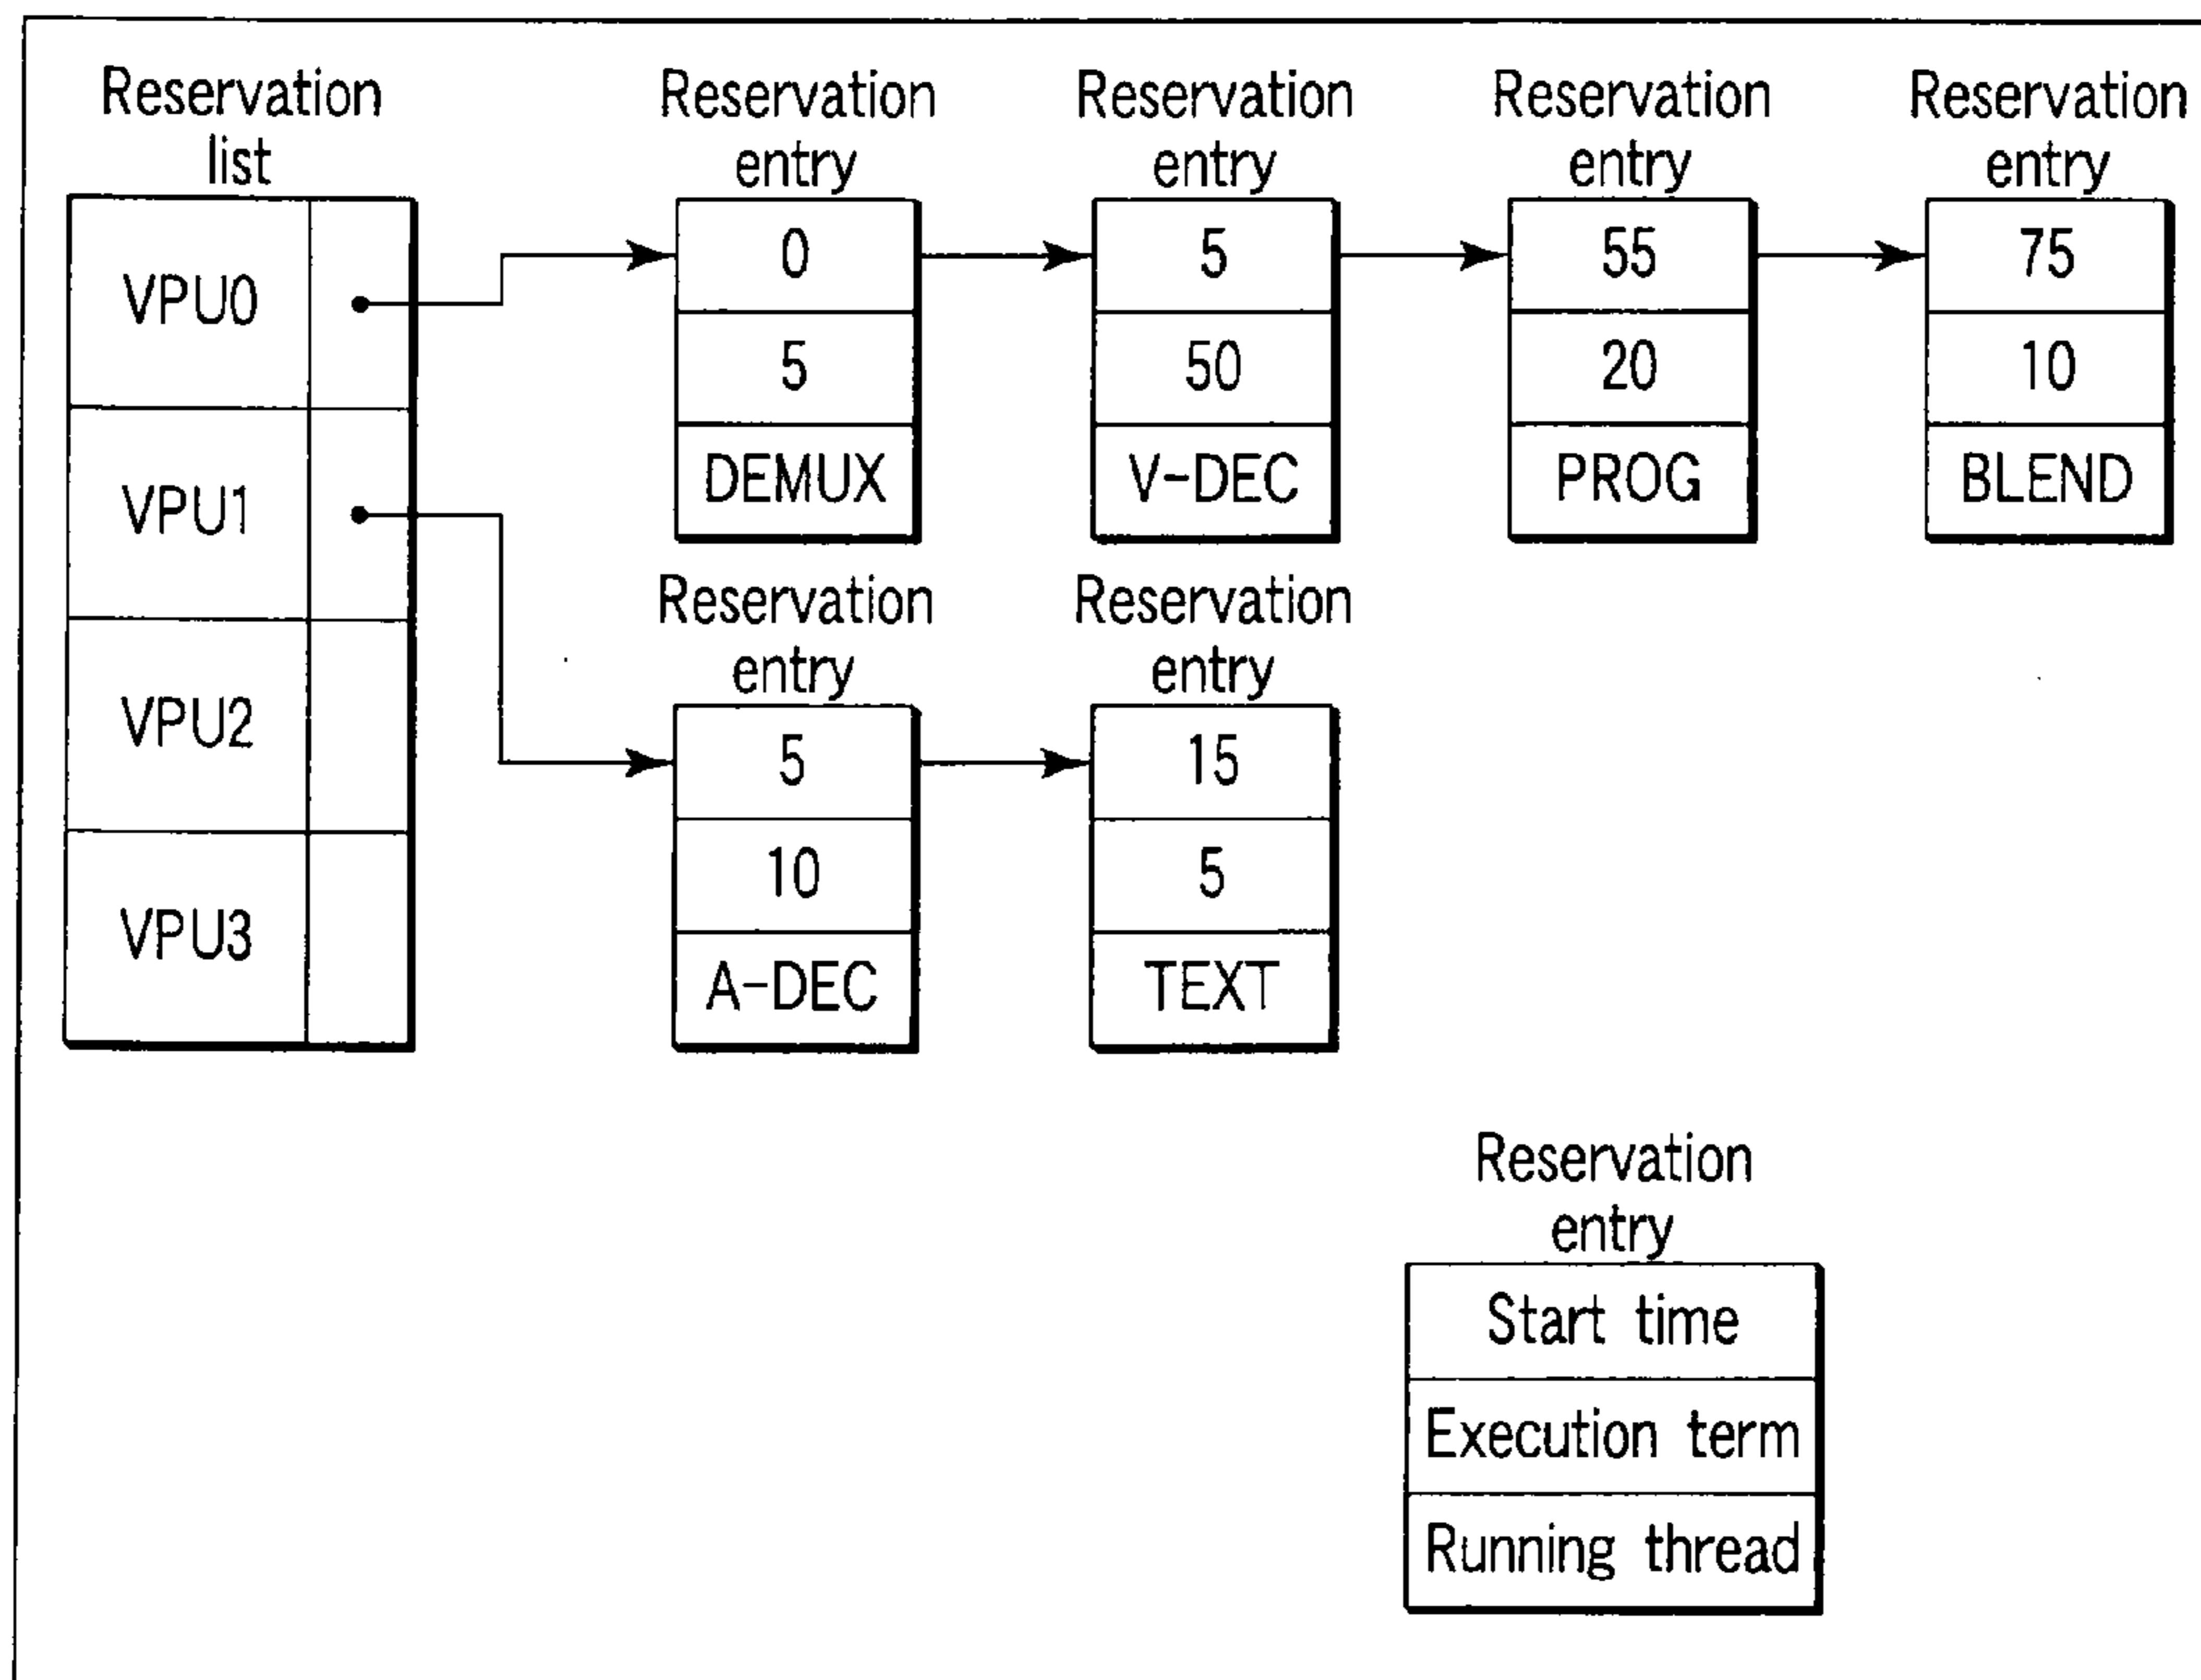 Reservation
list
VPU0
VPU1
VPU2
VPU3
Reservation
entry
0
5
DEMUX
Reservation
entry
5
50
V-DEC
Reservation
entry
55
20
PROG
Reservation
entry
75
10
BLEND
Reservation
entry
5
10
A-DEC
Reservation
entry
15
5
TEXT
Reservation
entry
Start time
Execution term
Running thread